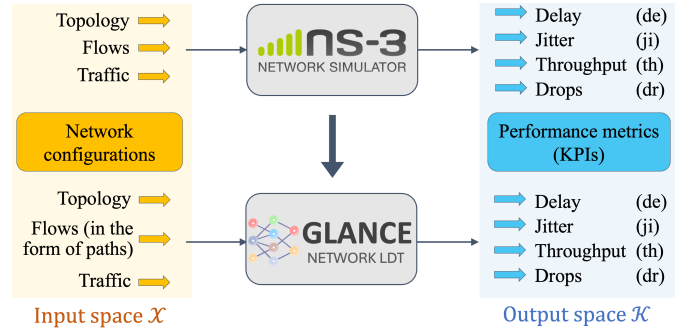 Topology
Flows
Traffic
ns-3
NETWORK SIMULATOR
Delay (de)
Jitter (ji)
Throughput (th)
Drops (dr)
Network
configurations
Performance metrics
(KPIs)
Topology
Flows (in the
form of paths)
Traffic
GLANCE
NETWORK LDT
Delay (de)
Jitter (ji)
Throughput (th)
Drops (dr)
Input space 𝒳
Output space ℋ